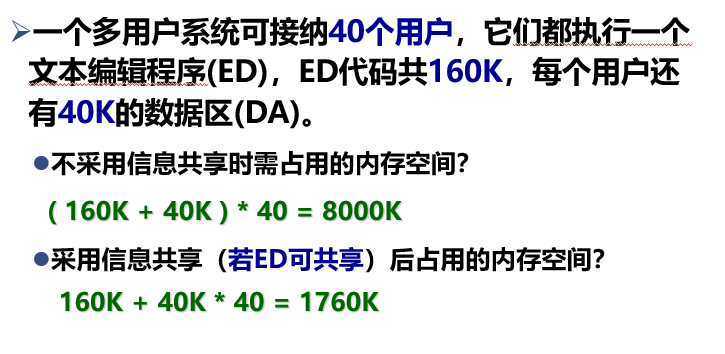 一个多用户系统可接纳40个用户，它们都执行一个
文本编辑程序(ED)，ED代码共160K，每个用户还
有40K的数据区(DA)。
不采用信息共享时需占用的内存空间？
( 160K + 40K ) * 40 = 8000K
采用信息共享（若ED可共享）后占用的内存空间？
160K + 40K * 40 = 1760K